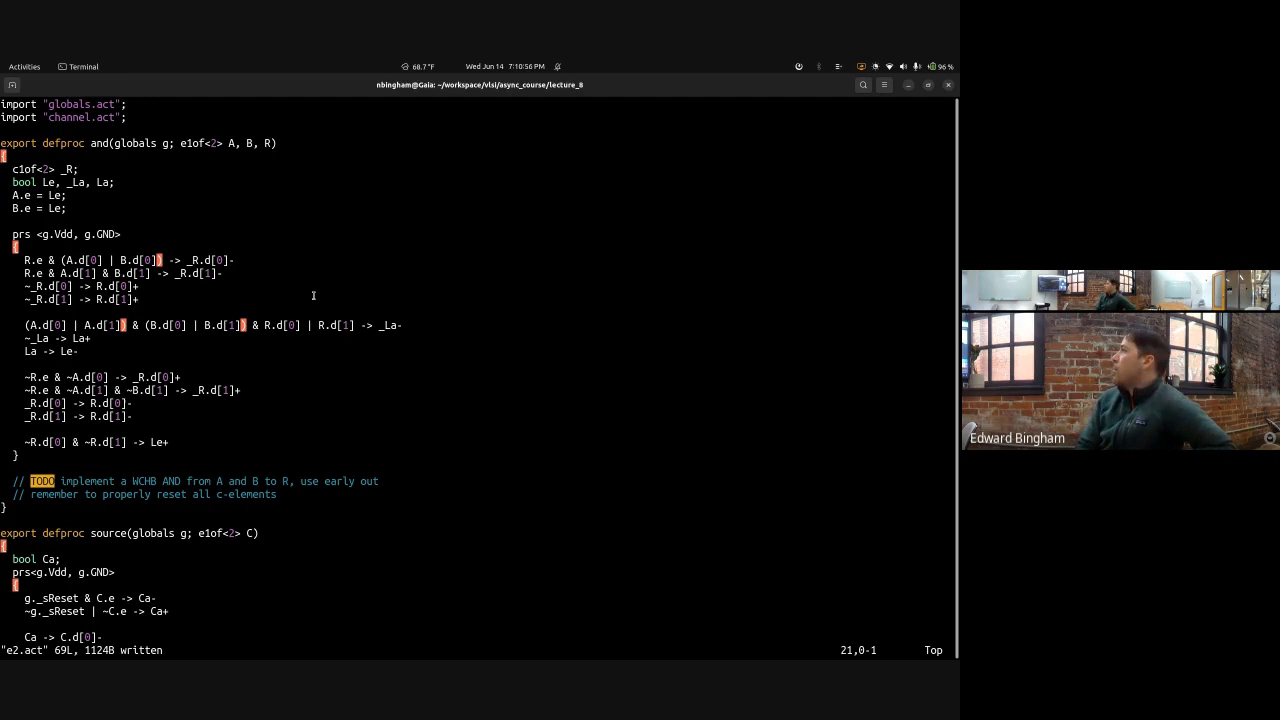 Activities Terminal 68.7 °F Wed Jun 14 7:10:56 PM 96 %
nbingham@Gaia: ~/workspace/vlsi/async_course/lecture_8
import "globals.act";
import "channel.act";
export defproc and(globals g; e1of<2> A, B, R)
{
c1of<2> _R;
bool Le, _La, La;
A.e = Le;
B.e = Le;
prs <g.Vdd, g.GND>
{
R.e & (A.d[0] | B.d[0]) -> _R.d[0]-
R.e & A.d[1] & B.d[1] -> _R.d[1]-
~_R.d[0] -> R.d[0]+
~_R.d[1] -> R.d[1]+
(A.d[0] | A.d[1]) & (B.d[0] | B.d[1]) & R.d[0] | R.d[1] -> _La-
~_La -> La+
La -> Le-
~R.e & ~A.d[0] -> _R.d[0]+
~R.e & ~A.d[1] & ~B.d[1] -> _R.d[1]+
_R.d[0] -> R.d[0]-
_R.d[1] -> R.d[1]-
~R.d[0] & ~R.d[1] -> Le+
}
// TODO implement a WCHB AND from A and B to R, use early out
// remember to properly reset all c-elements
}
export defproc source(globals g; e1of<2> C)
{
bool Ca;
prs<g.Vdd, g.GND>
{
g._sReset & C.e -> Ca-
~g._sReset | ~C.e -> Ca+
Ca -> C.d[0]-
"e2.act" 69L, 1124B written 21,0-1 Top
Edward Bingham